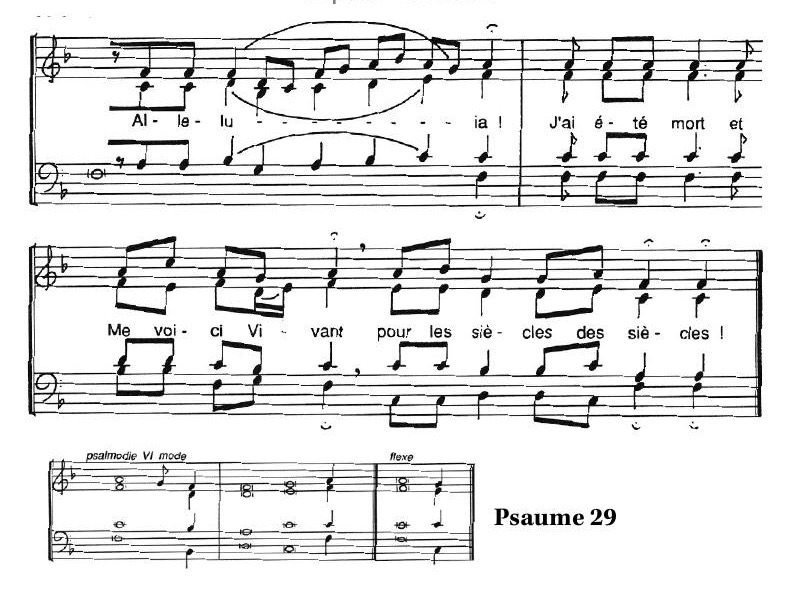 Al - le - lu - - - - - - - ia ! J'ai é - té mort et
Me voi - ci Vi - vant pour les siè - cles des siè - cles !
psalmodie VI mode flexe
Psaume 29